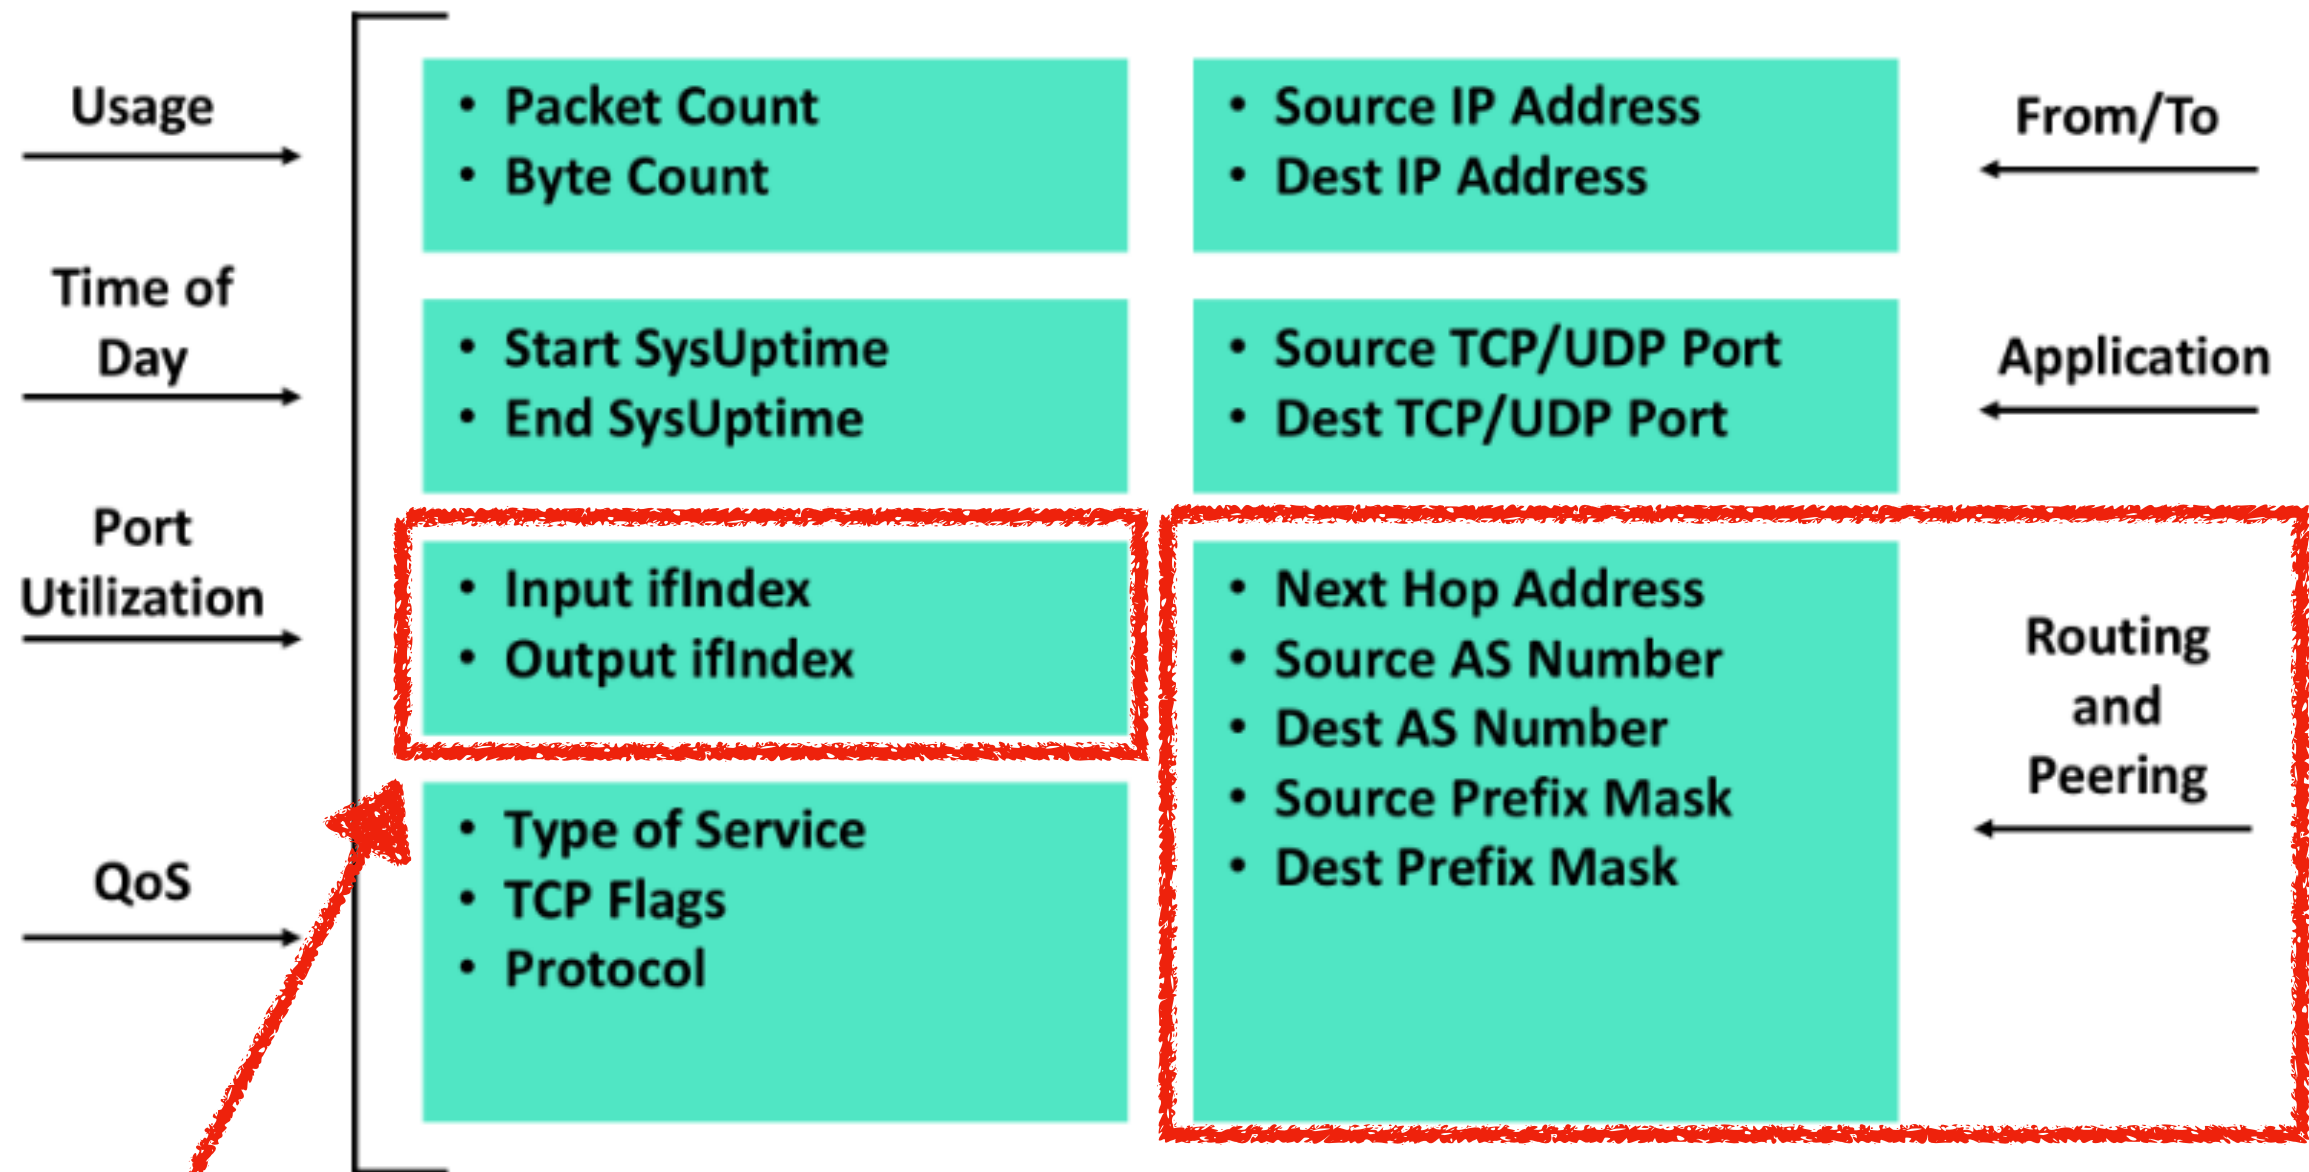 Usage
• Packet Count
• Byte Count
• Source IP Address
• Dest IP Address
From/To
Time of
Day
• Start SysUptime
• End SysUptime
• Source TCP/UDP Port
• Dest TCP/UDP Port
Application
Port
Utilization
• Input ifIndex
• Output ifIndex
• Next Hop Address
• Source AS Number
• Dest AS Number
• Source Prefix Mask
• Dest Prefix Mask
Routing
and
Peering
QoS
• Type of Service
• TCP Flags
• Protocol